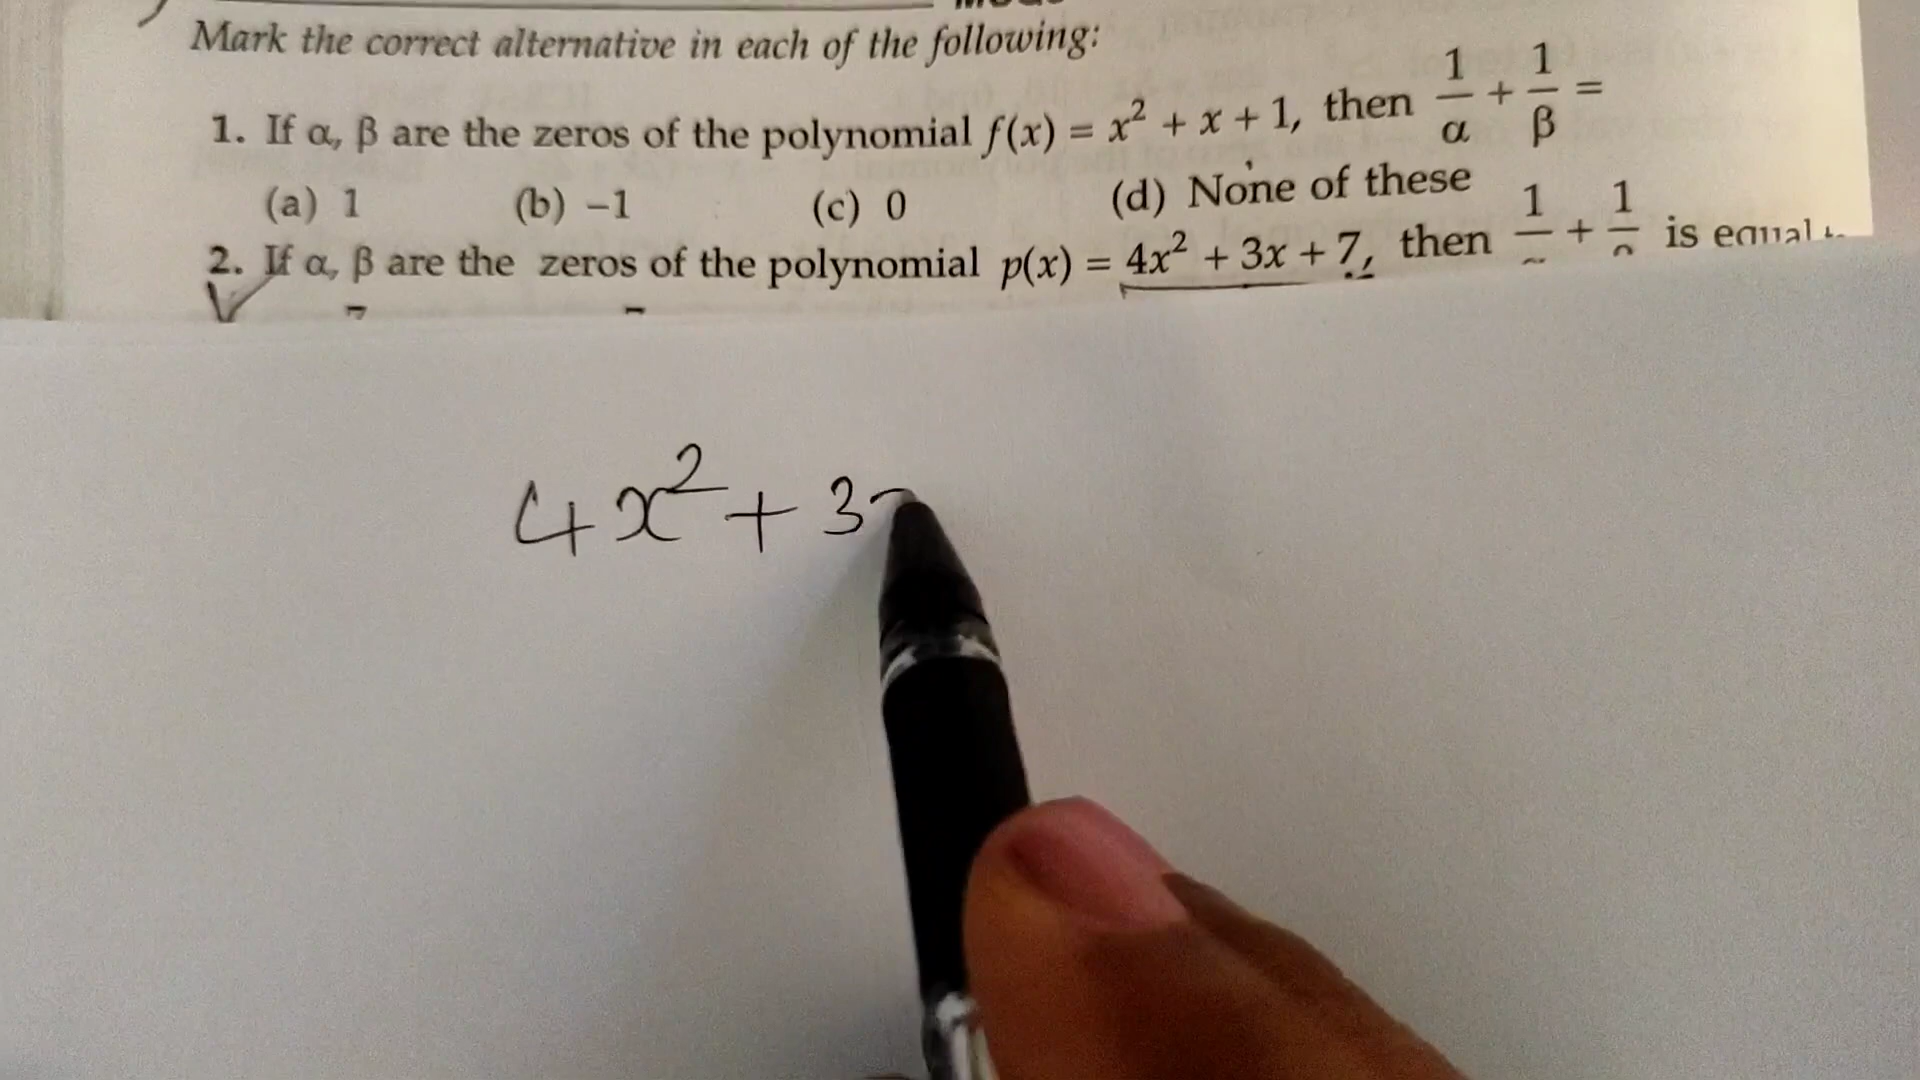 Mark the correct alternative in each of the following:
1. If α, β are the zeros of the polynomial f(x) = x² + x + 1, then 1/α + 1/β =
(a) 1 (b) −1 (c) 0 (d) None of these
2. If α, β are the zeros of the polynomial p(x) = 4x² + 3x + 7, then 1/ + 1/ is equal
4x² + 3